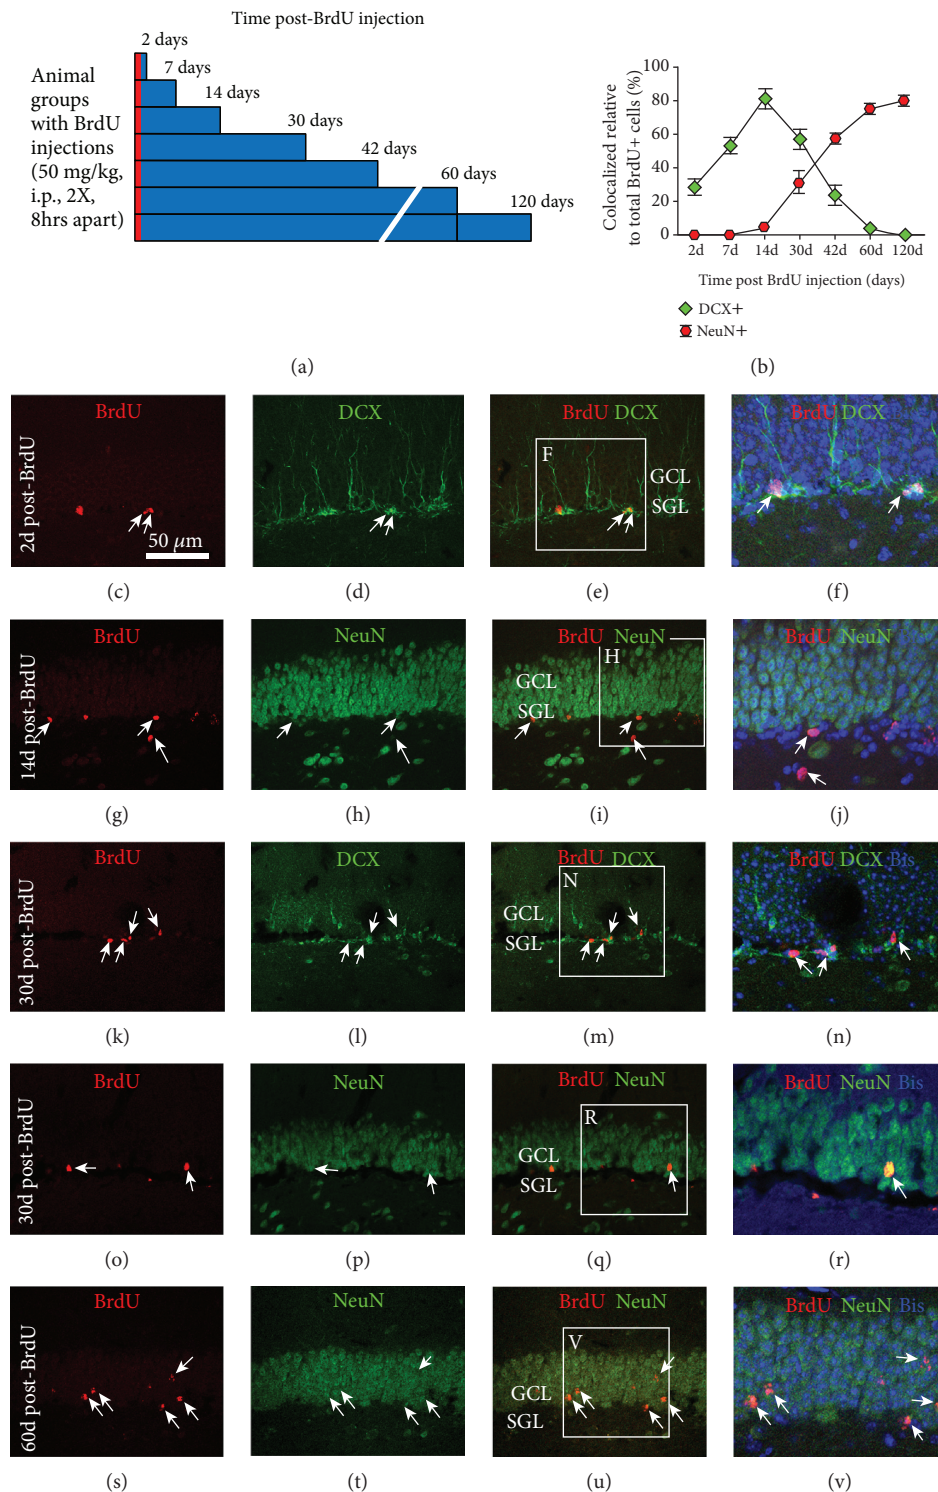 Time post-BrdU injection
2 days
7 days
14 days
30 days
42 days
60 days
120 days
Animal
groups
with BrdU
injections
(50 mg/kg,
i.p., 2X,
8hrs apart)
(a)
Colocalized relative
to total BrdU+ cells (%)
100
80
60
40
20
0
2d 7d 14d 30d 42d 60d 120d
Time post BrdU injection (days)
DCX+
NeuN+
(b)
2d post-BrdU
BrdU
50 μm
DCX
BrdU DCX
F
GCL
SGL
BrdU DCX Bis
(c) (d) (e) (f)
14d post-BrdU
BrdU
NeuN
GCL
SGL
BrdU NeuN
H
GCL
SGL
BrdU NeuN
(g) (h) (i) (j)
30d post-BrdU
BrdU
DCX
BrdU DCX
N
GCL
SGL
BrdU DCX Bis
(k) (l) (m) (n)
30d post-BrdU
BrdU
NeuN
BrdU NeuN
R
GCL
SGL
BrdU NeuN Bis
(o) (p) (q) (r)
60d post-BrdU
BrdU
NeuN
BrdU NeuN
V
GCL
SGL
BrdU NeuN Bis
(s) (t) (u) (v)